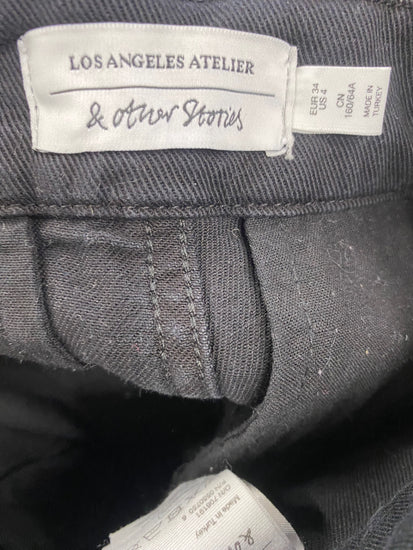 LOS ANGELES ATELIER
& other Stories
EUR 34
US 4
CN
160/64A
MADE IN
TURKEY
Made in Turkey